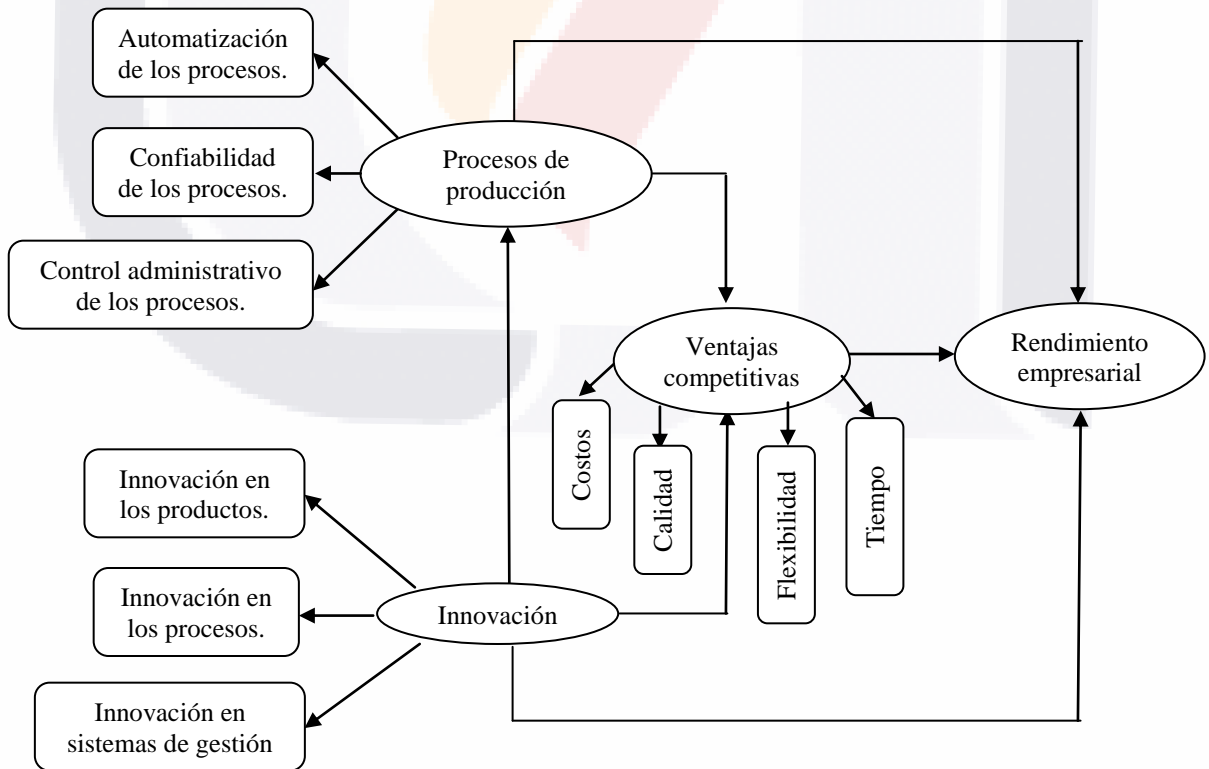 Automatización
de los procesos.
Confiabilidad
de los procesos.
Control administrativo
de los procesos.
Procesos de
producción
Ventajas
competitivas
Rendimiento
empresarial
Costos
Calidad
Flexibilidad
Tiempo
Innovación en
los productos.
Innovación en
los procesos.
Innovación en
sistemas de gestión
Innovación